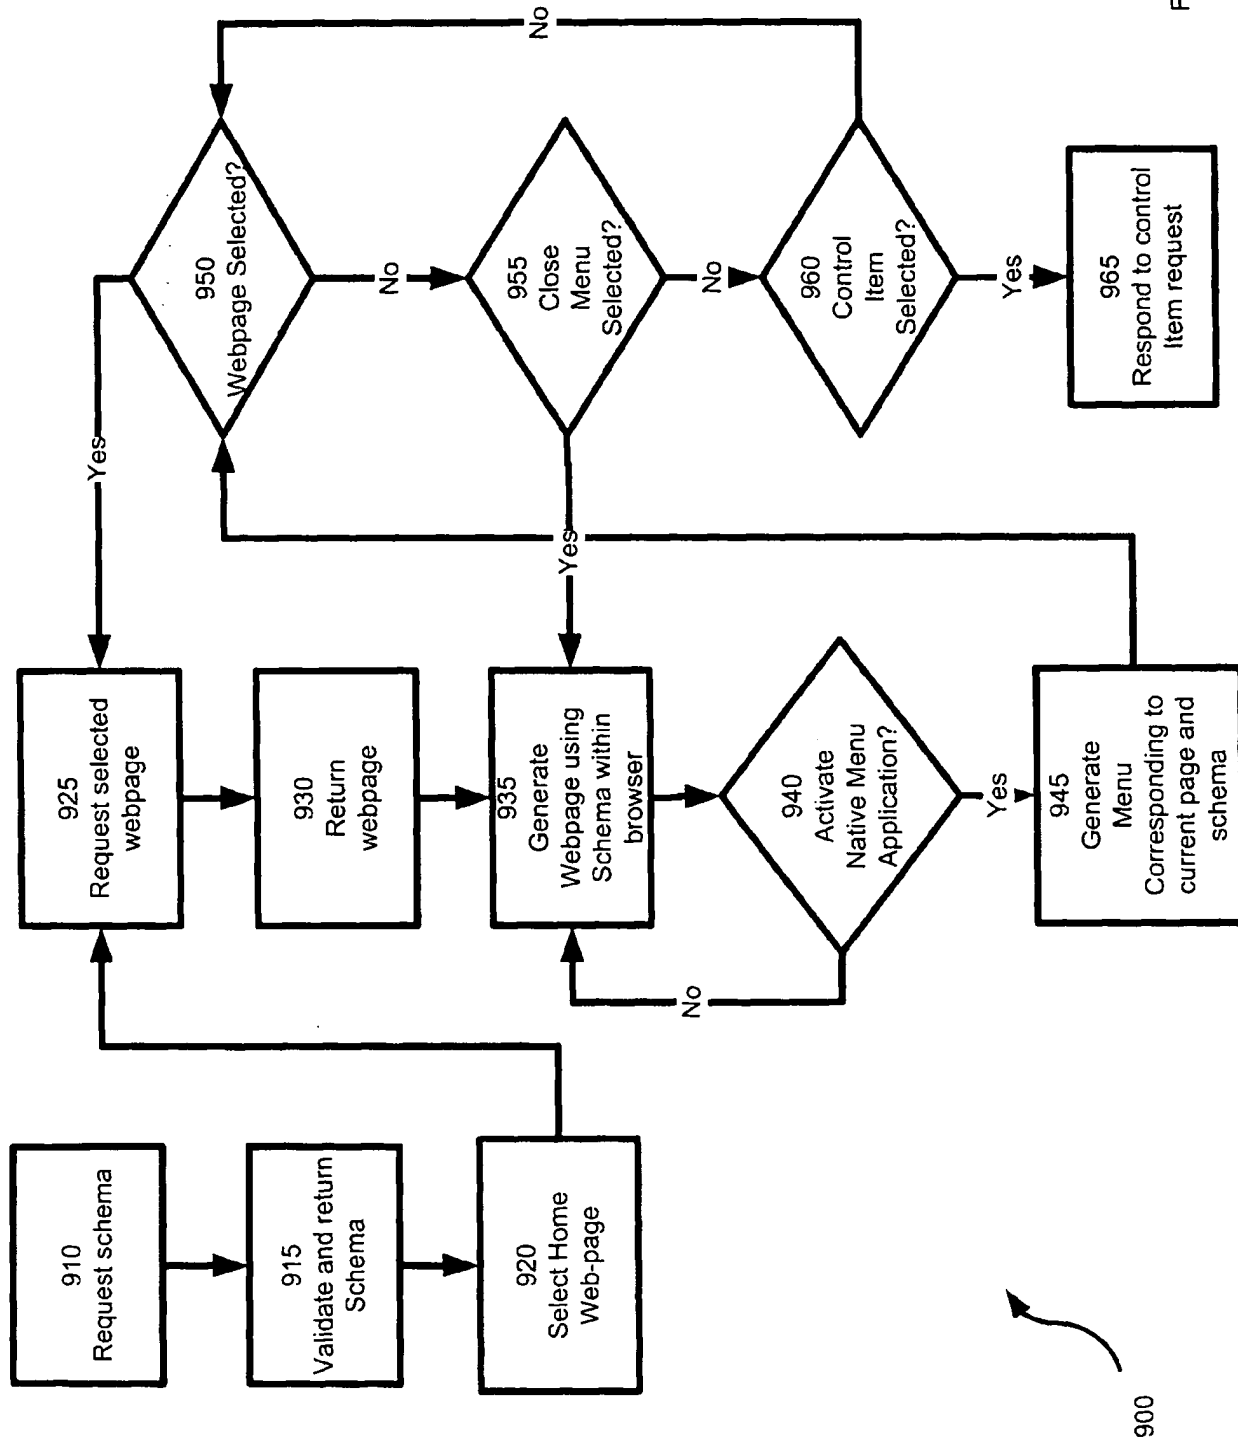 910
Request schema
915
Validate and return
Schema
920
Select Home
Web-page
925
Request selected
webpage
930
Return
webpage
935
Generate
Webpage using
Schema within
browser
940
Activate
Native Menu
Application?
No
Yes
945
Generate
Menu
Corresponding to
current page and
schema
950
Webpage Selected?
Yes
No
955
Close
Menu
Selected?
Yes
No
960
Control
Item
Selected?
No
Yes
965
Respond to control
Item request
900